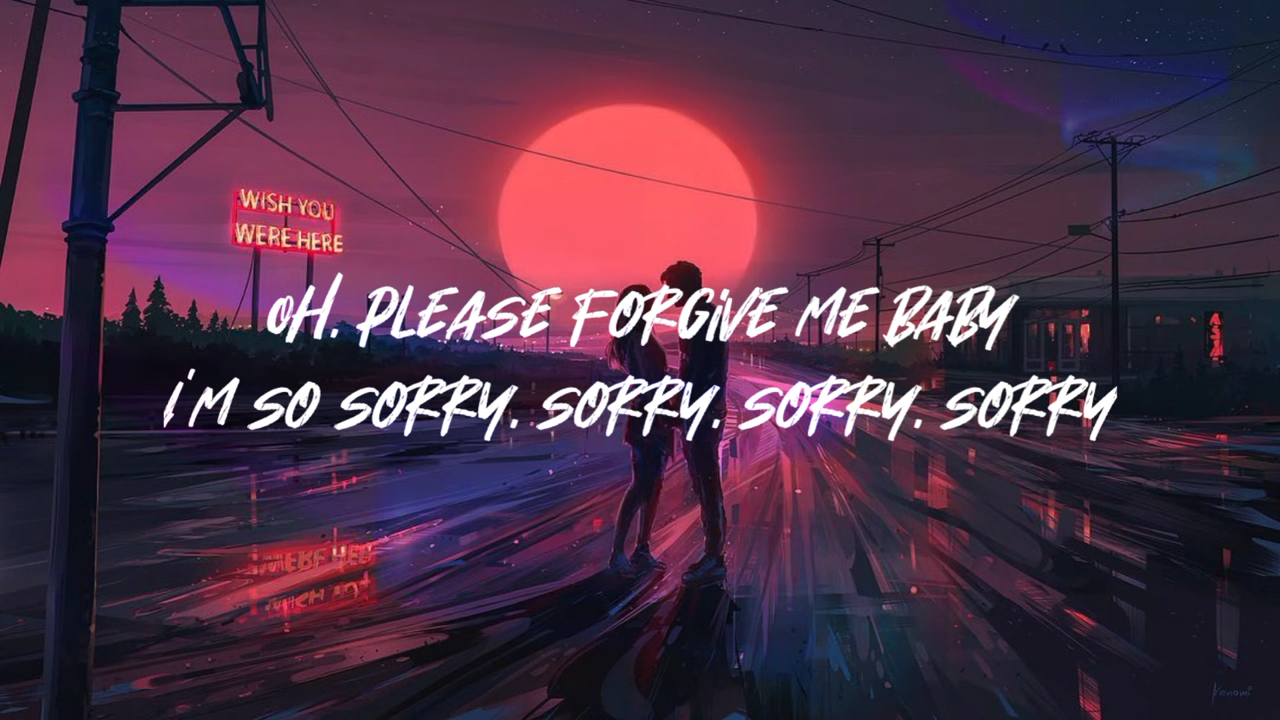 WISH YOU
WERE HERE
OH, PLEASE FORGIVE ME BABY
I'M SO SORRY, SORRY, SORRY, SORRY